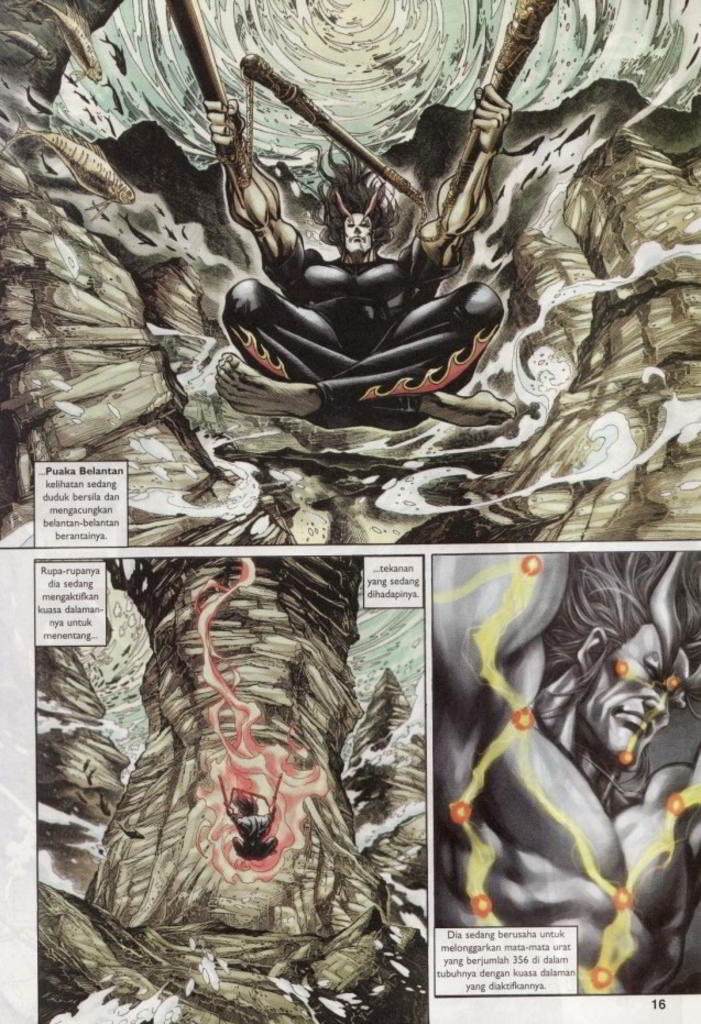 ...Puaka Belantan
kelihatan sedang
duduk bersila dan
mengacungkan
belantan-belantan
berantainya.
Rupa-rupanya
dia sedang
mengaktifkan
kuasa dalaman-
nya untuk
menentang...
...tekanan
yang sedang
dihadapinya.
Dia sedang berusaha untuk
melonggarkan mata-mata urat
yang berjumlah 356 di dalam
tubuhnya dengan kuasa dalaman
yang diaktifkannya.
16